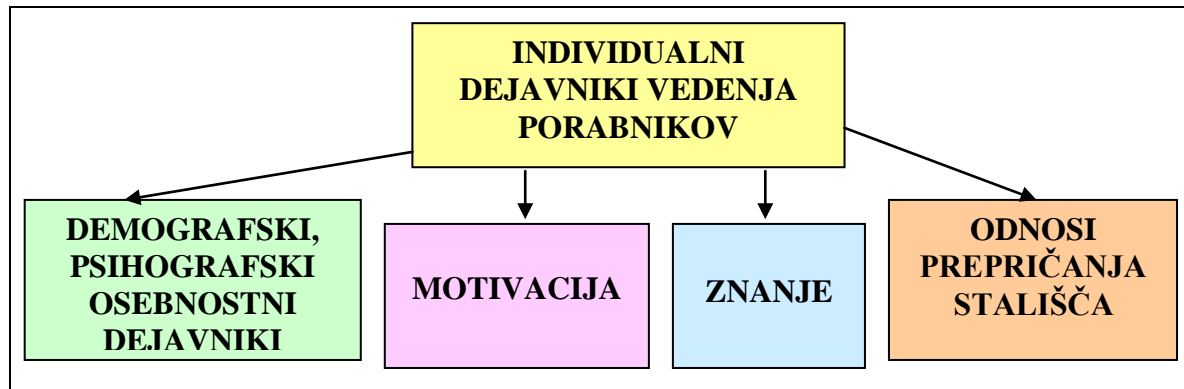 INDIVIDUALNI
DEJAVNIKI VEDENJA
PORABNIKOV
DEMOGRAFSKI,
PSIHOGRAFSKI
OSEBNOSTNI
DEJAVNIKI
MOTIVACIJA
ZNANJE
ODNOSI
PREPRIČANJA
STALIŠČA